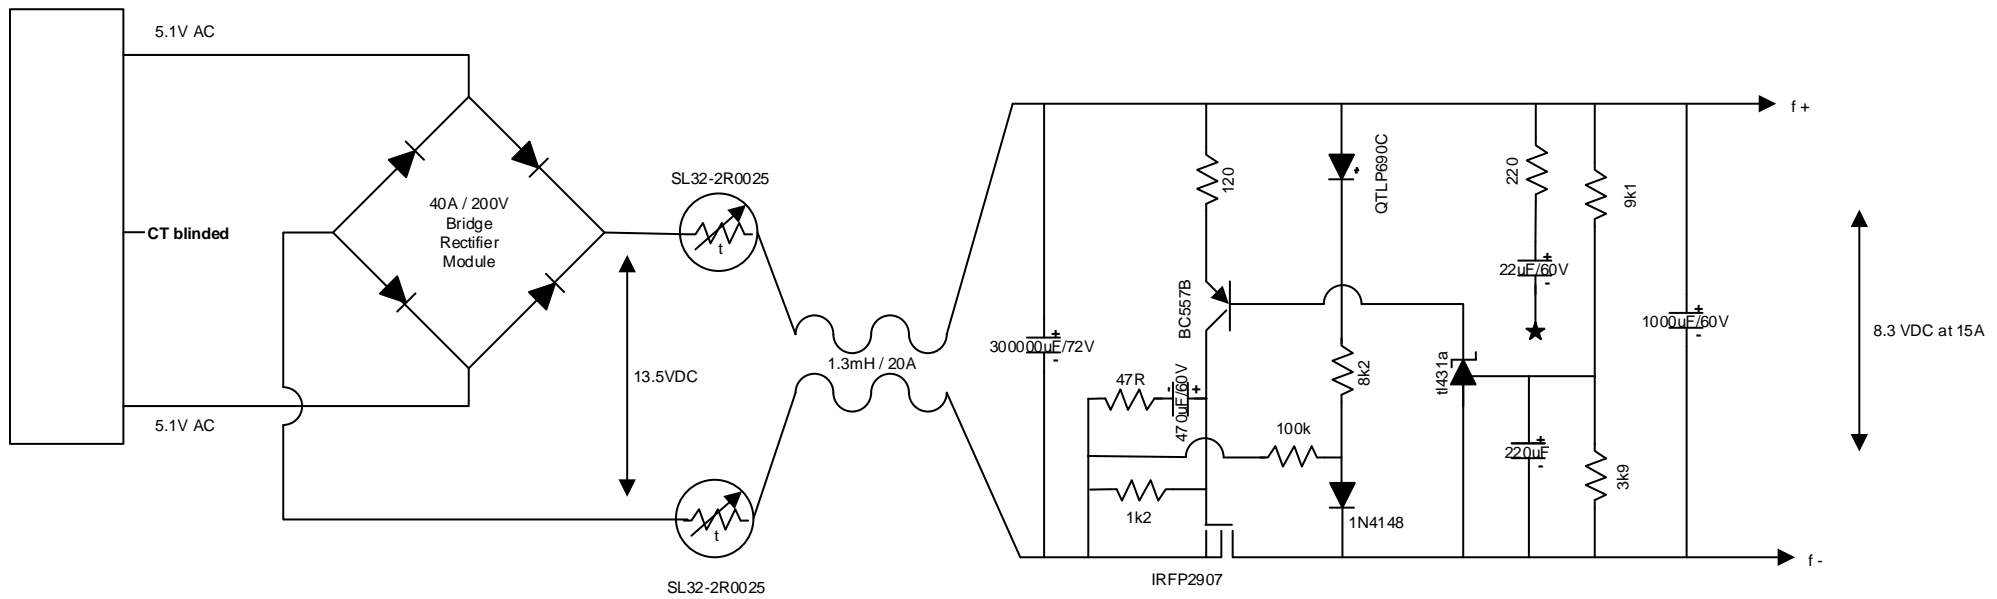 5.1V AC
CT blinded
5.1V AC
40A / 200V
Bridge
Rectifier
Module
13.5VDC
SL32-2R0025
t
SL32-2R0025
t
1.3mH / 20A
300000uF/72V
+
-
120
BC557B
47R
-
+
470uF/60V
100k
1k2
IRFP2907
QTLP690C
8k2
1N4148
tl431a
220
+
22uF/60V
-
+
220uF
-
9k1
3k9
+
1000uF/60V
-
f +
8.3 VDC at 15A
f -